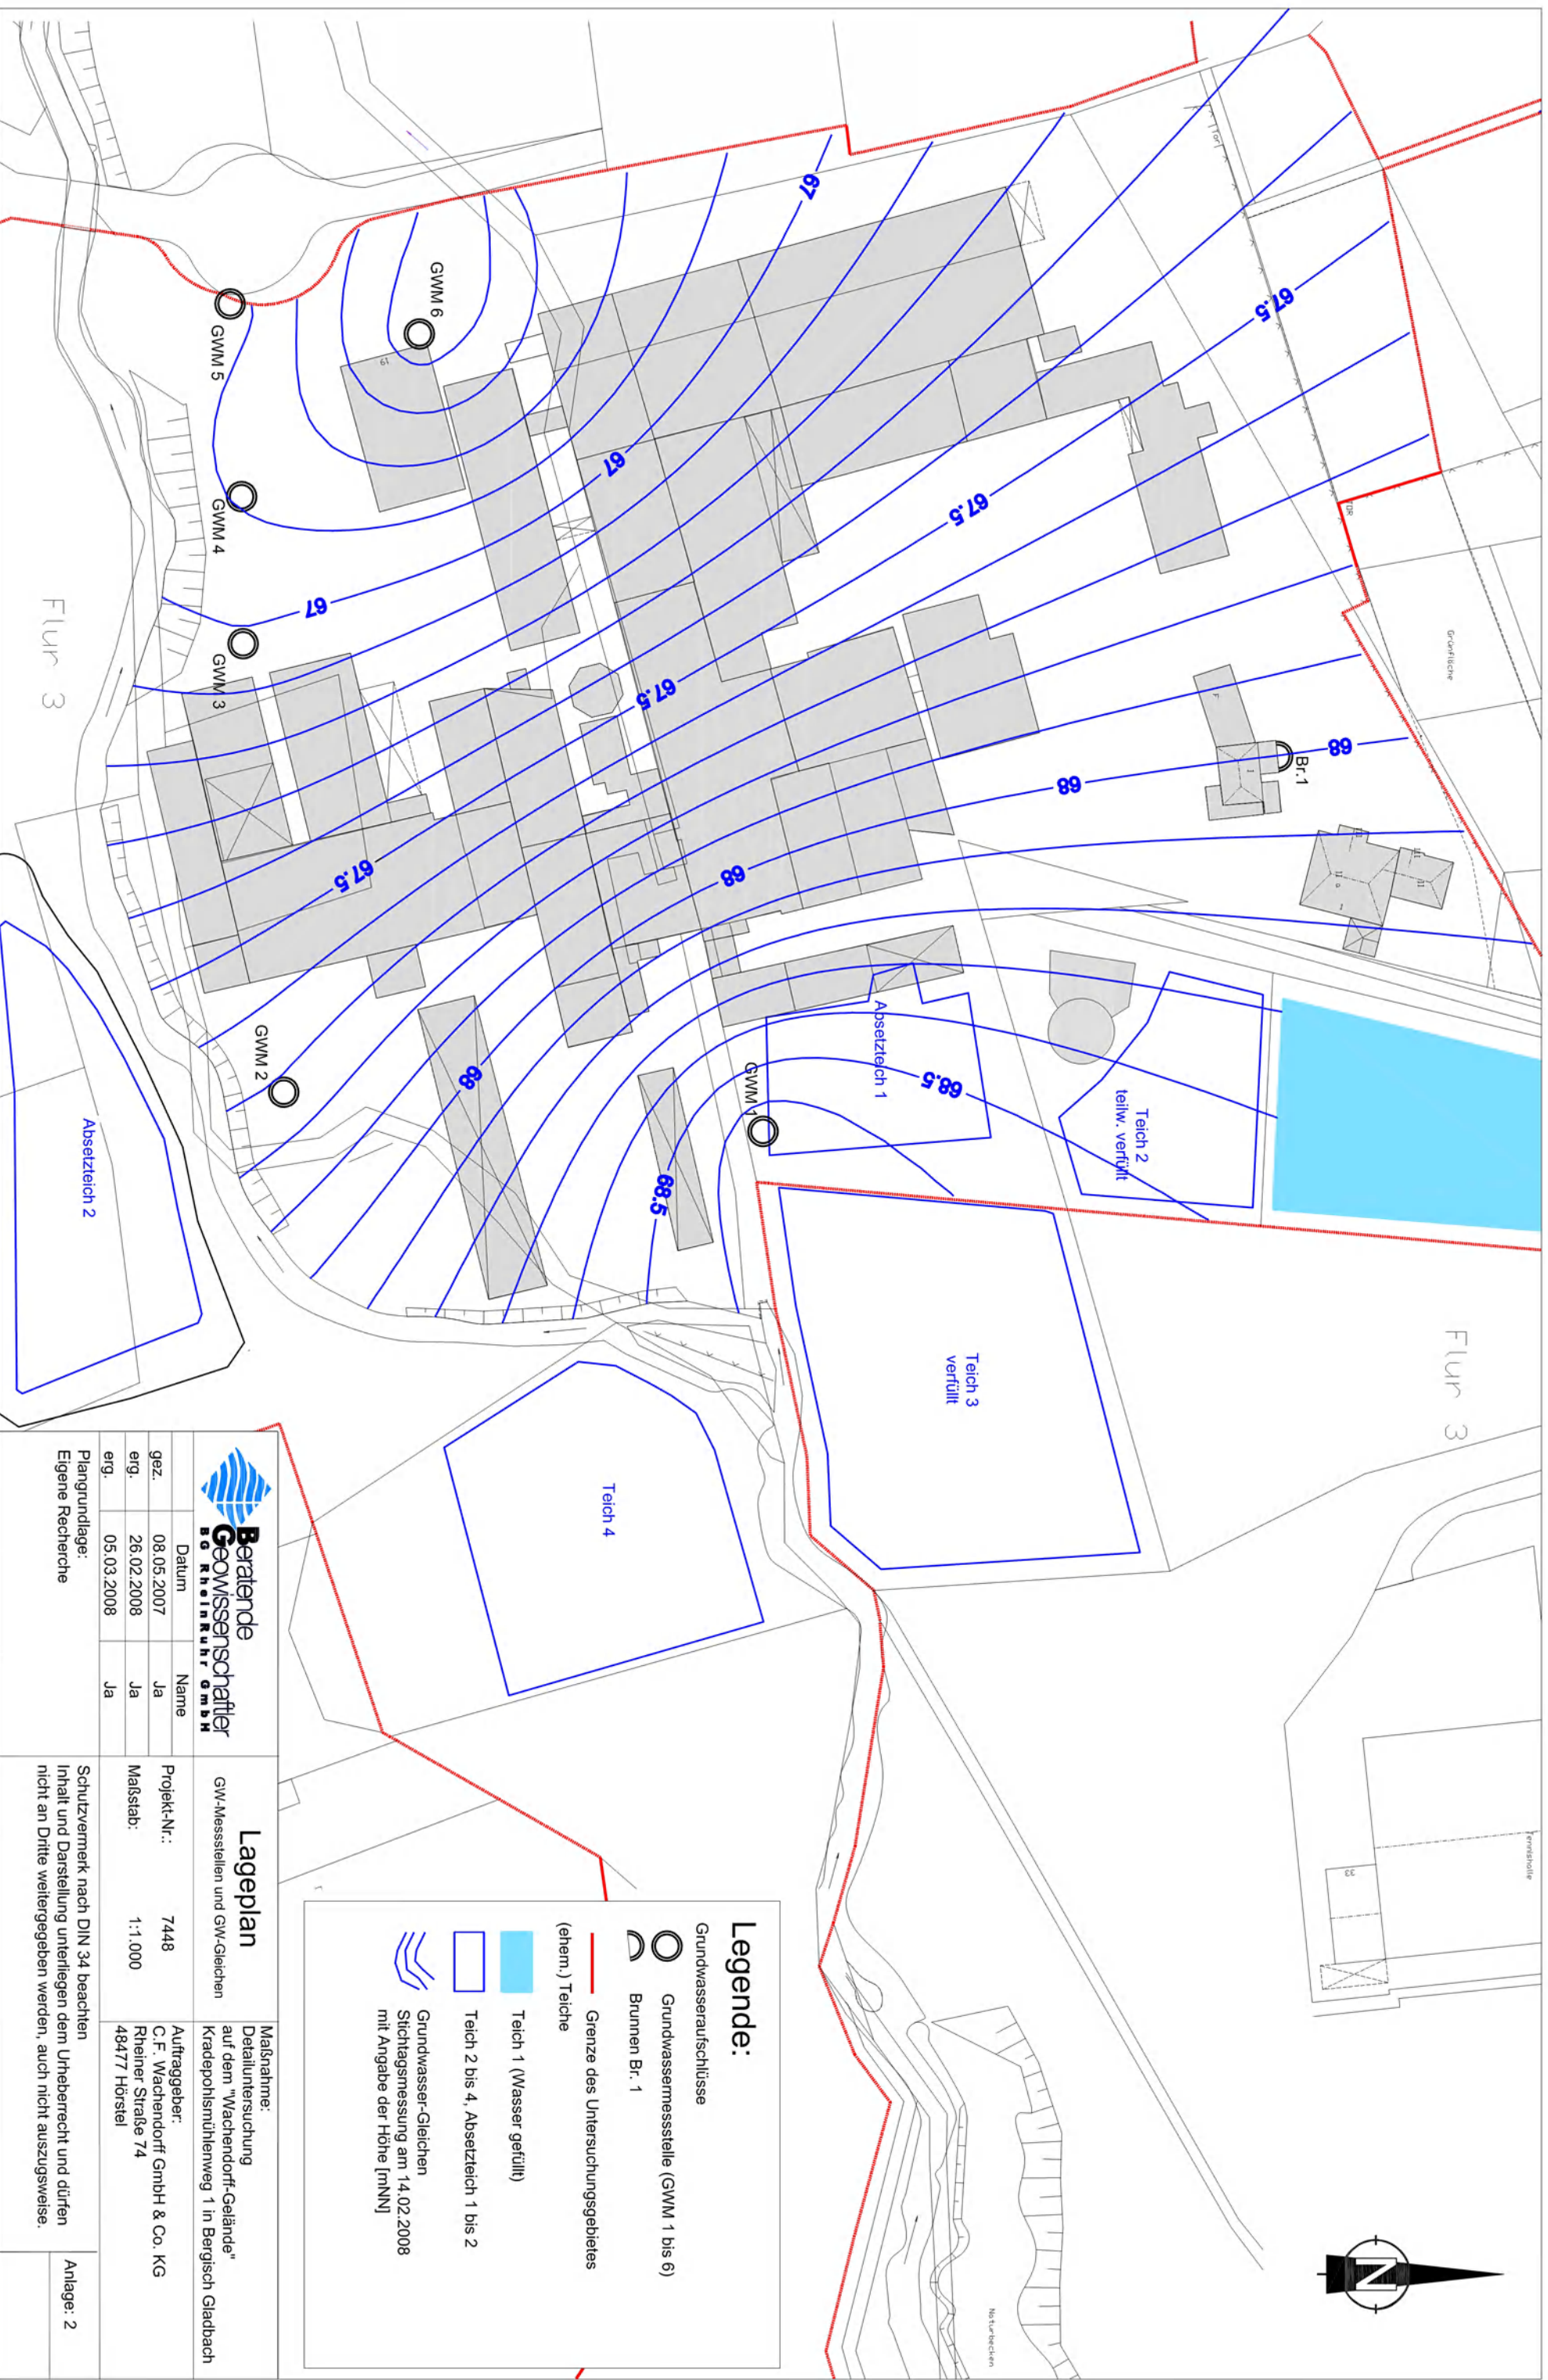 Flur 3
Grünfläche
Tor
TOR
67
67.5
67
67.5
67
67.5
67.5
68
68
68
68
68.5
68.5
Br.1
GWM 6
GWM 5
GWM 4
GWM 3
GWM 2
GWM 1
61
Absetzteich 1
Teich 2
teilw. verfüllt
Absetzteich 2
Teich 3
verfüllt
Teich 4
Flur 3
Tennishalle
Naturbecken
N
Legende:
Grundwasseraufschlüsse
Grundwassermessstelle (GWM 1 bis 6)
Brunnen Br. 1
Grenze des Untersuchungsgebietes
(ehem.) Teiche
Teich 1 (Wasser gefüllt)
Teich 2 bis 4, Absetzteich 1 bis 2
Grundwasser-Gleichen
Stichtagsmessung am 14.02.2008
mit Angabe der Höhe [mNN]
Beratende
Geowissenschaftler
BG RheinRuhr GmbH
Datum Name
gez. 08.05.2007 Ja
erg. 26.02.2008 Ja
erg. 05.03.2008 Ja
Plangrundlage:
Eigene Recherche
Lageplan
GW-Messstellen und GW-Gleichen
Projekt-Nr.: 7448
Maßstab: 1:1.000
Maßnahme:
Detailuntersuchung
auf dem "Wachendorff-Gelände"
Kradepohlsmühlenweg 1 in Bergisch Gladbach
Auftraggeber:
C.F. Wachendorff GmbH & Co. KG
Rheiner Straße 74
48477 Hörstel
Schutzvermerk nach DIN 34 beachten
Inhalt und Darstellung unterliegen dem Urheberrecht und dürfen
nicht an Dritte weitergegeben werden, auch nicht auszugsweise.
Anlage: 2